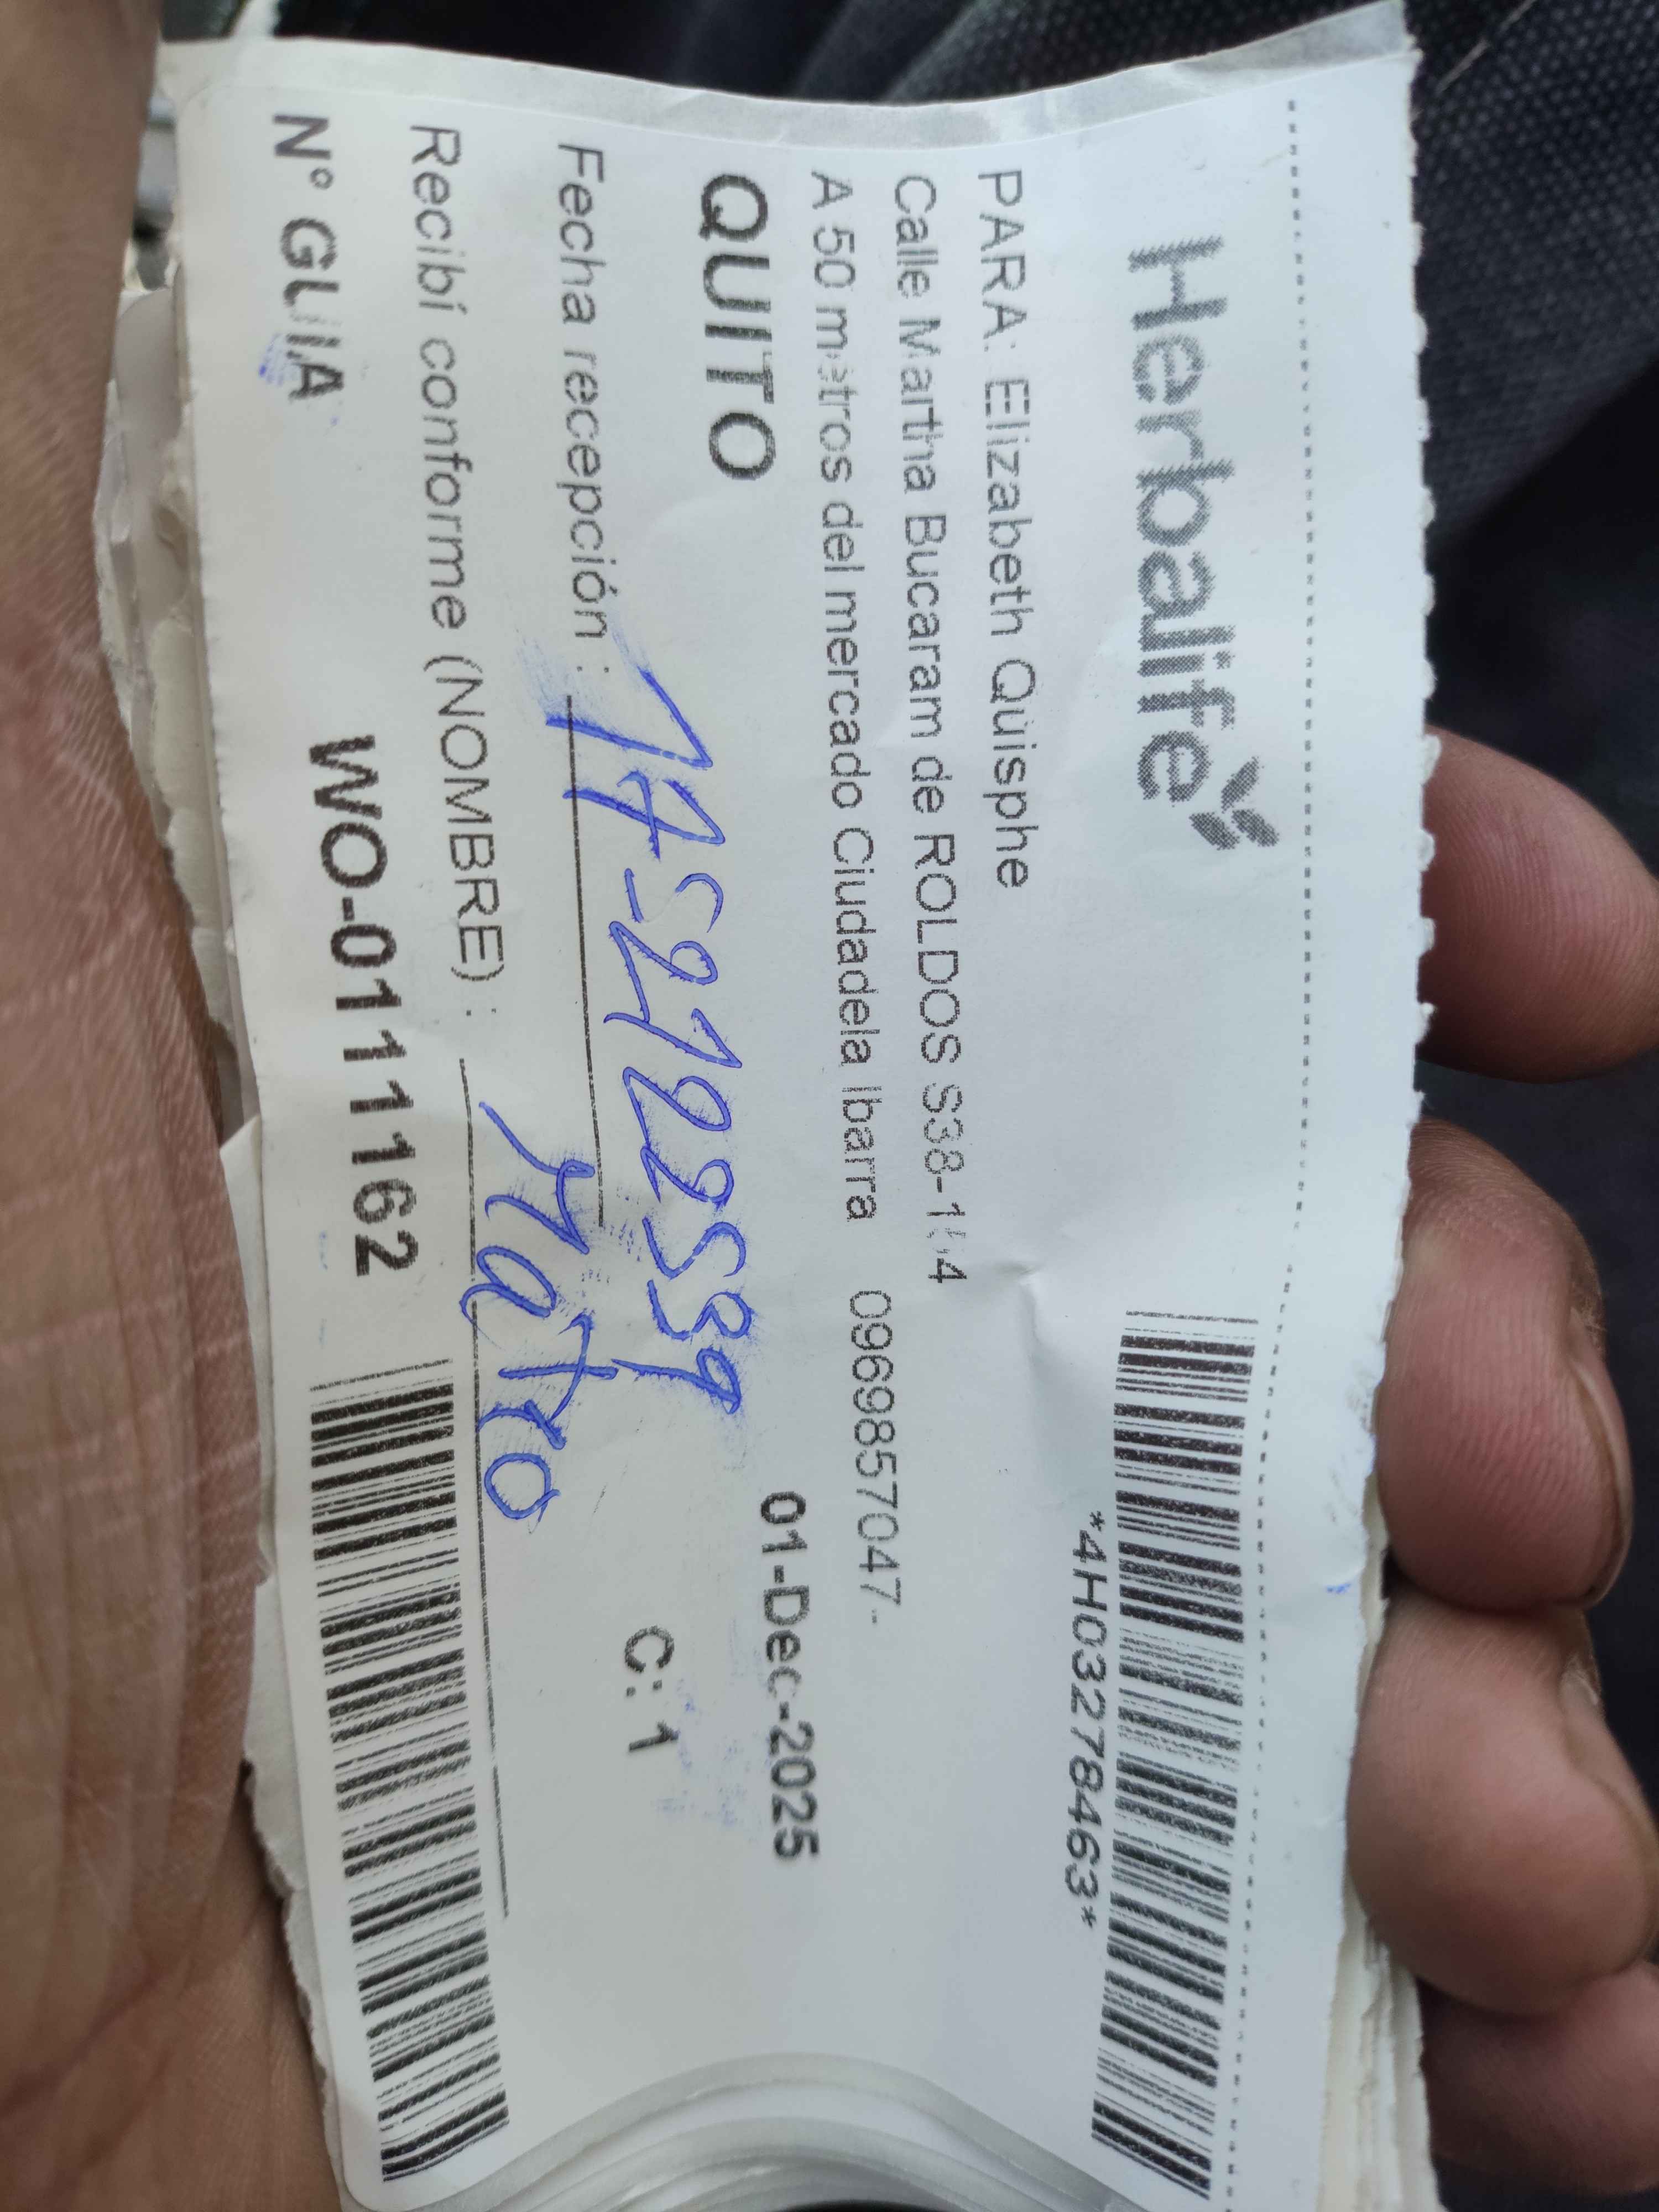 Herbalife
*4H03278463*
PARA: Elizabeth Quisphe
Calle Martha Bucaram de ROLDOS S38-
A 50 metros del mercado Ciudadela Ibarra 0969857047.
QUITO 01-Dec-2025
Fecha recepción :
C: 1
Recibí conforme (NOMBRE) :
N° GUIA WO-0111162